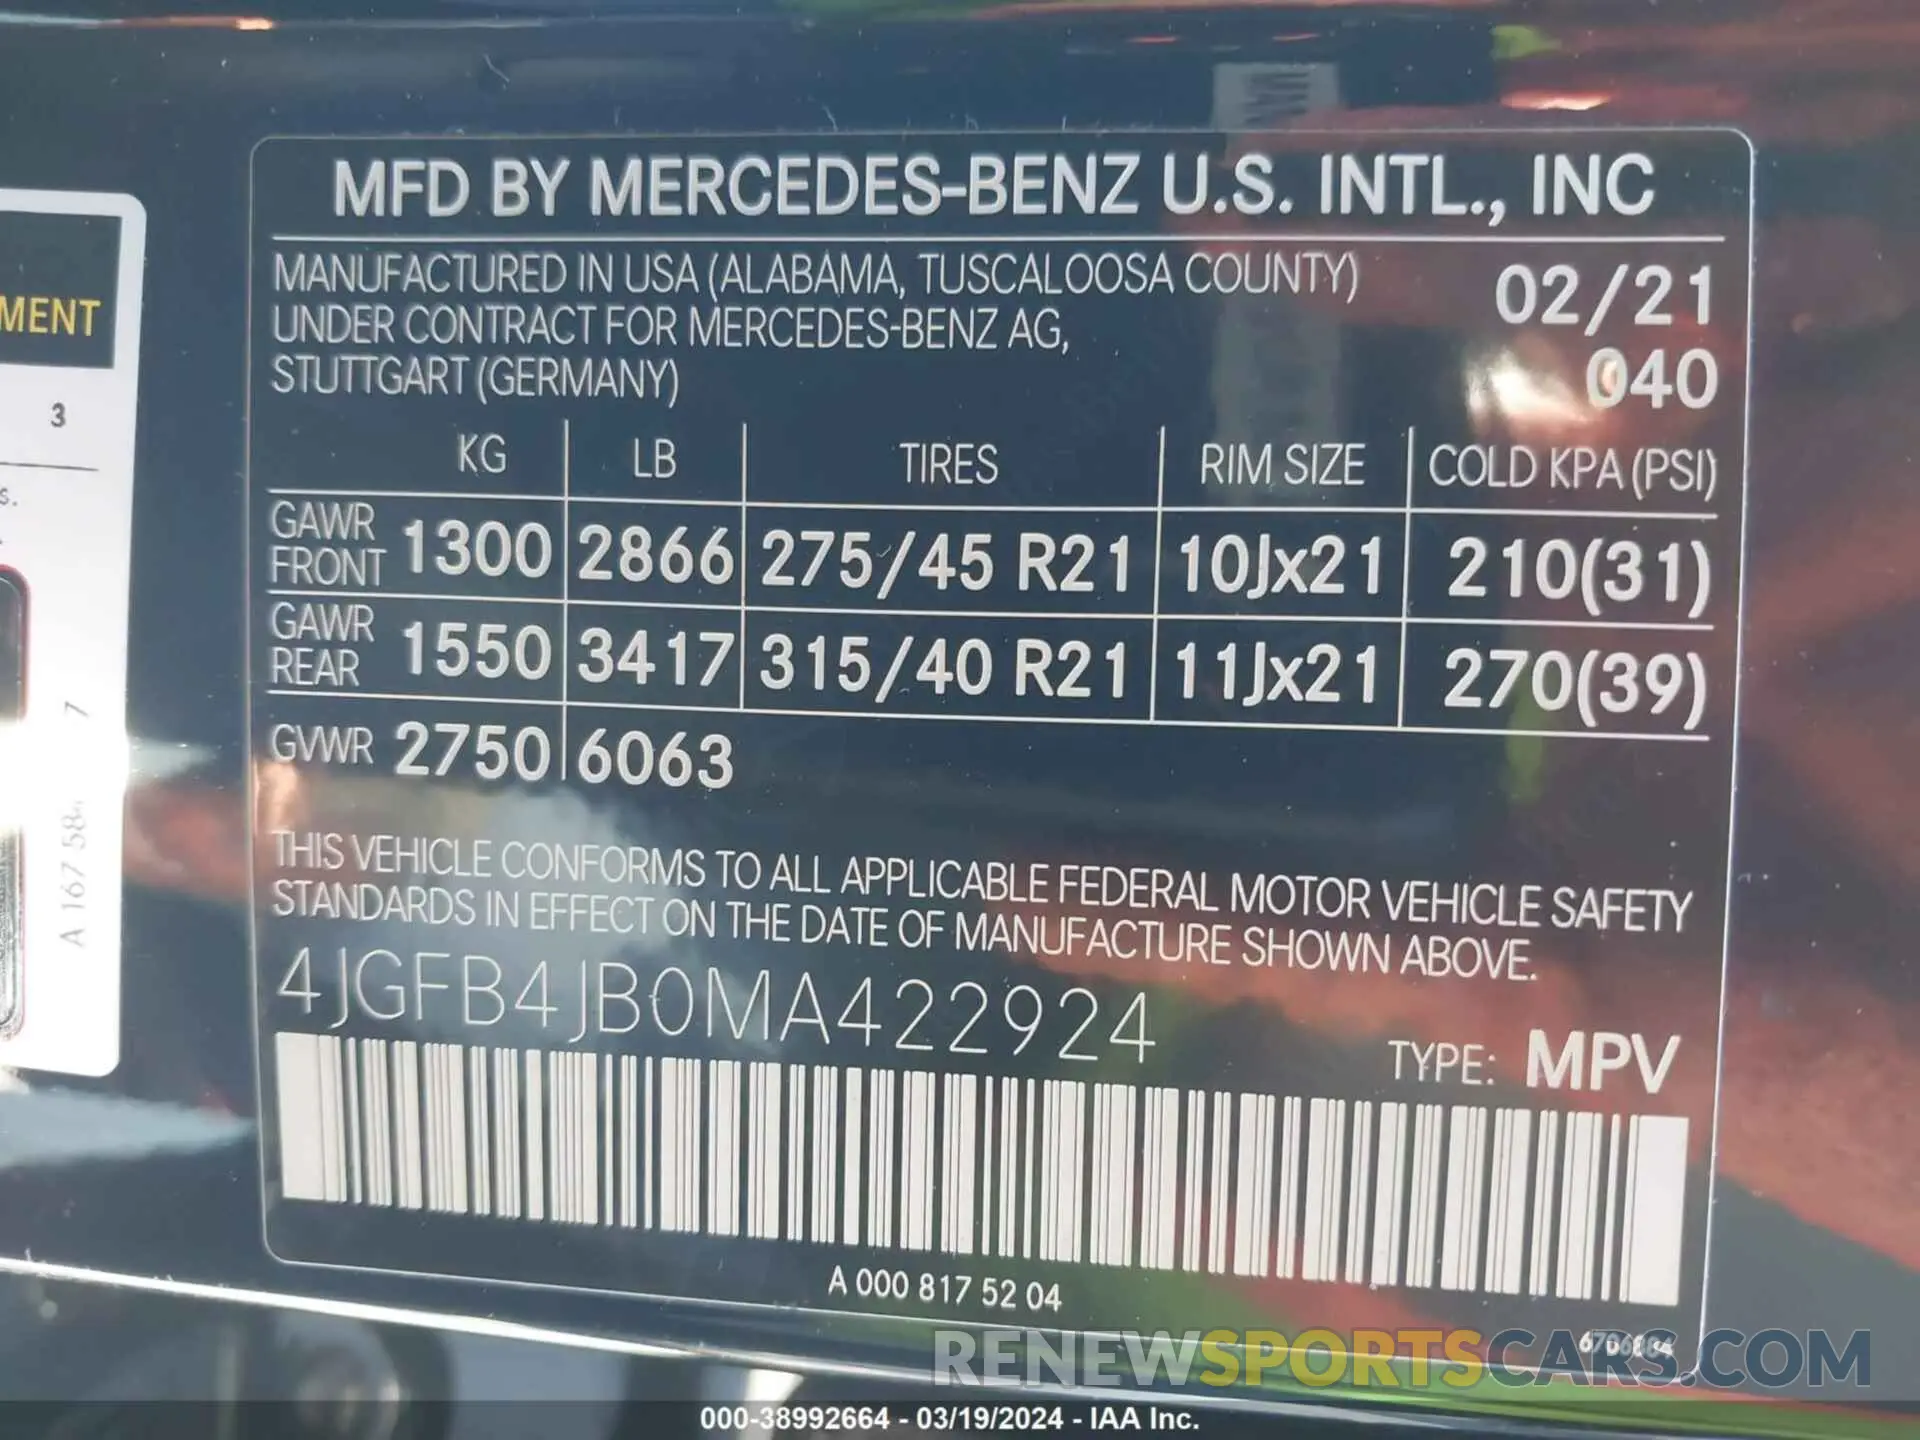 MFD BY MERCEDES-BENZ U.S. INTL., INC
MANUFACTURED IN USA (ALABAMA, TUSCALOOSA COUNTY)
UNDER CONTRACT FOR MERCEDES-BENZ AG,
STUTTGART (GERMANY)
02/21
040
KG LB TIRES RIM SIZE COLD KPA (PSI)
GAWR FRONT 1300 2866 275/45 R21 10Jx21 210(31)
GAWR REAR 1550 3417 315/40 R21 11Jx21 270(39)
GVWR 2750 6063
THIS VEHICLE CONFORMS TO ALL APPLICABLE FEDERAL MOTOR VEHICLE SAFETY
STANDARDS IN EFFECT ON THE DATE OF MANUFACTURE SHOWN ABOVE.
4JGFB4JB0MA422924
TYPE: MPV
A 000 817 52 04
MENT
3
s.
7
A 167 584
RENEWSPORTSCARS.COM
000-38992664 - 03/19/2024 - IAA Inc.